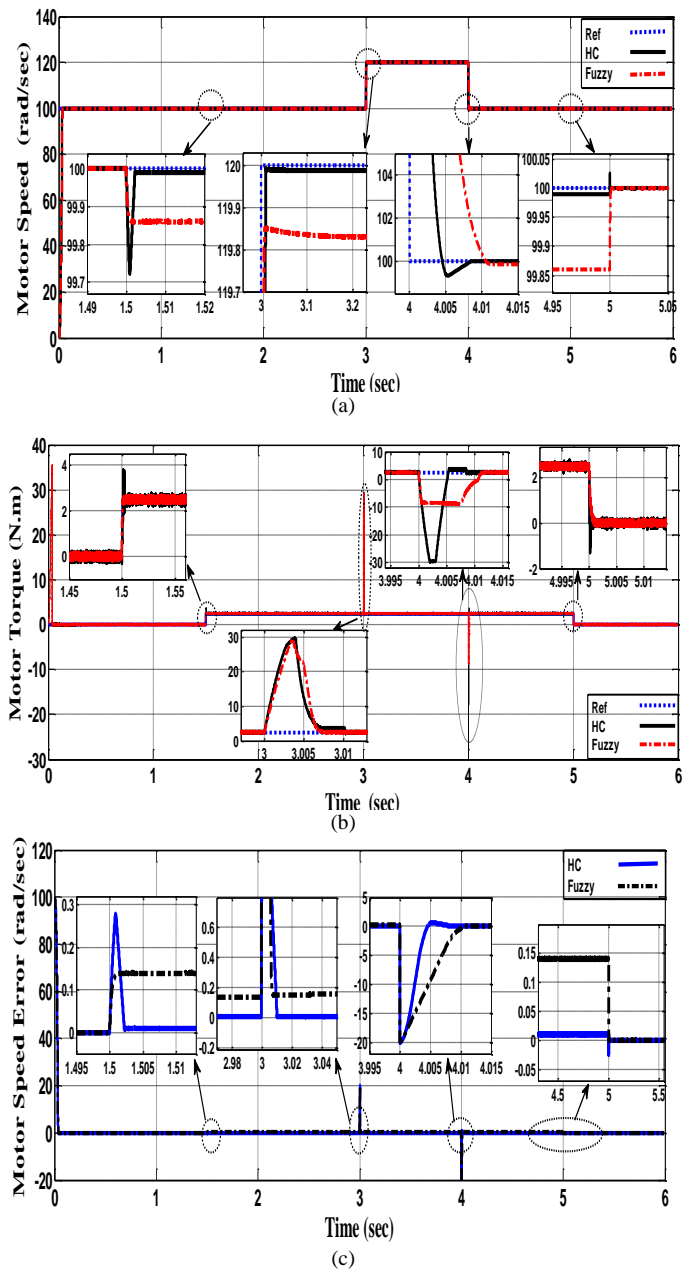 140
120
100
80
60
40
20
0
Motor Speed (rad/sec)
Ref
HC
Fuzzy
100
99.9
99.8
99.7
1.49 1.5 1.51 1.52
120
119.9
119.8
119.7
3 3.1 3.2
104
102
100
4 4.005 4.01 4.015
100.05
100
99.95
99.9
99.85
4.95 5 5.05
0 1 2 3 4 5 6
Time (sec)
(a)
40
30
20
10
0
-10
-20
-30
Motor Torque (N.m)
4
2
0
1.45 1.5 1.55
10
0
-10
-20
-30
3.995 4 4.005 4.01 4.015
2
0
-2
4.995 5 5.005 5.01
30
20
10
0
3 3.005 3.01
Ref
HC
Fuzzy
0 1 2 3 4 5 6
Time (sec)
(b)
120
100
80
60
40
20
0
-20
Motor Speed Error (rad/sec)
HC
Fuzzy
0.3
0.2
0.1
0
1.495 1.5 1.505 1.51
0.6
0.4
0.2
0
-0.2
2.98 3 3.02 3.04
5
0
-5
-10
-15
-20
3.995 4 4.005 4.01 4.015
0.15
0.1
0.05
0
-0.05
4.5 5 5.5
0 1 2 3 4 5 6
Time (sec)
(c)